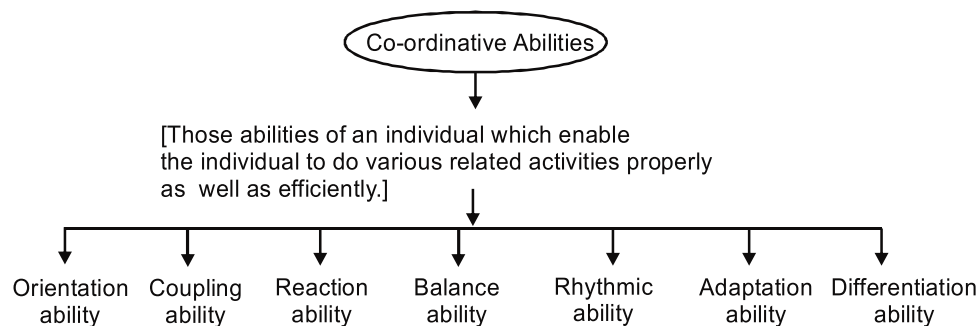 Co-ordinative Abilities
[Those abilities of an individual which enable
the individual to do various related activities properly
as well as efficiently.]
Orientation ability
Coupling ability
Reaction ability
Balance ability
Rhythmic ability
Adaptation ability
Differentiation ability